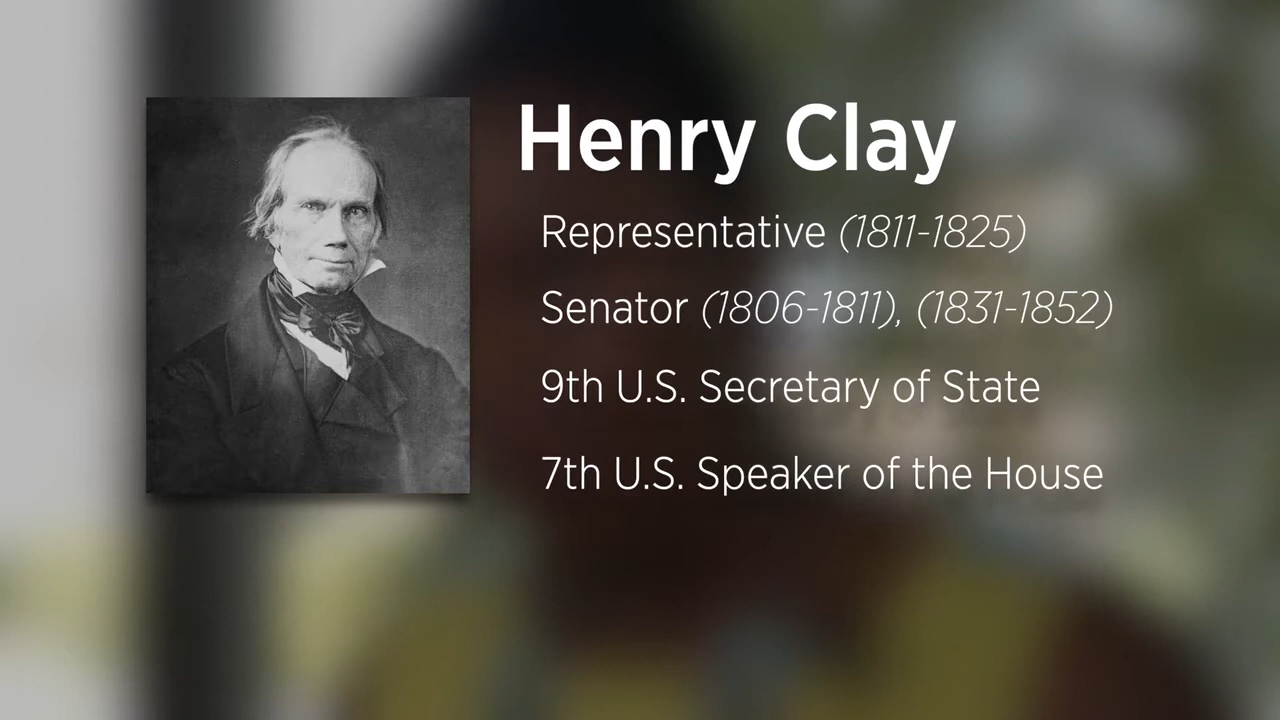 Henry Clay
Representative (1811-1825)
Senator (1806-1811), (1831-1852)
9th U.S. Secretary of State
7th U.S. Speaker of the House